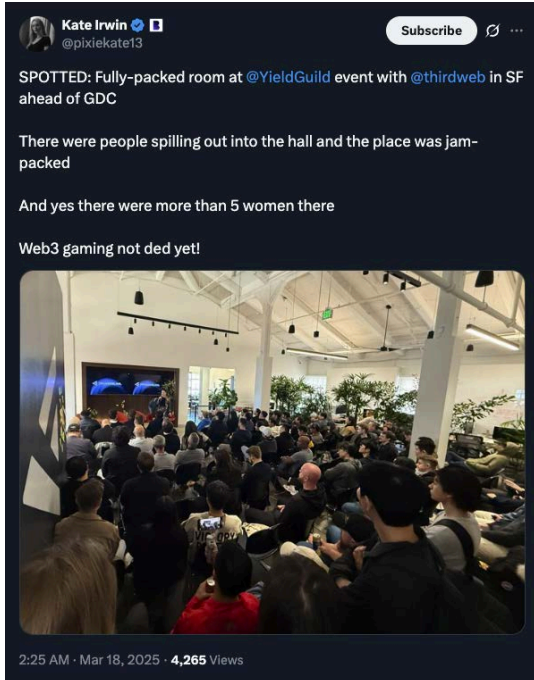 Kate Irwin
@pixiekate13
Subscribe
SPOTTED: Fully-packed room at @YieldGuild event with @thirdweb in SF
ahead of GDC
There were people spilling out into the hall and the place was jam-
packed
And yes there were more than 5 women there
Web3 gaming not ded yet!
2:25 AM · Mar 18, 2025 · 4,265 Views